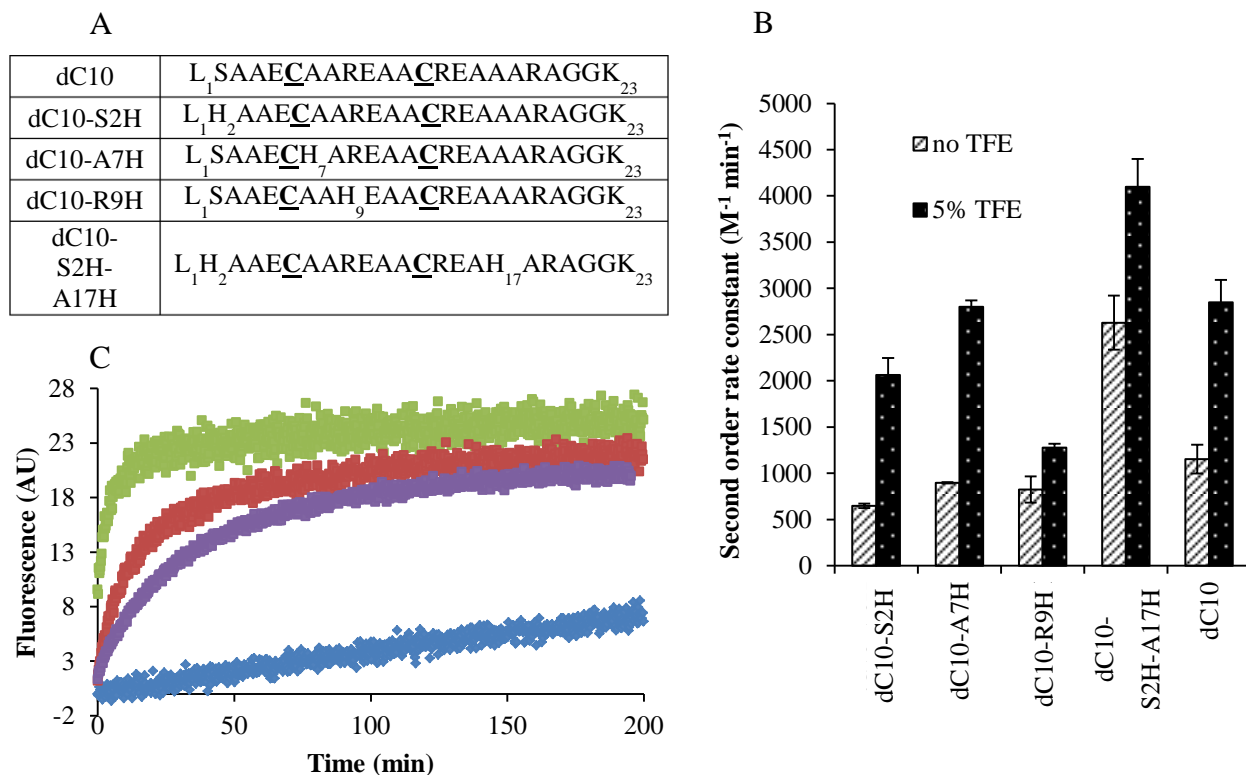 A
dC10 L1SAAECAAREAACREAAARAGGK23
dC10-S2H L1H2AAECAAREAACREAAARAGGK23
dC10-A7H L1SAAECH7AREAACREAAARAGGK23
dC10-R9H L1SAAECAAH9EAACREAAARAGGK23
dC10-
S2H-
A17H
L1H2AAECAAREAACREAH17ARAGGK23
B
Second order rate constant (M-1 min-1)
5000
4500
4000
3500
3000
2500
2000
1500
1000
500
0
no TFE
5% TFE
dC10-S2H
dC10-A7H
dC10-R9H
dC10-
S2H-A17H
dC10
C
Fluorescence (AU)
28
23
18
13
8
3
-2
0 50 100 150 200
Time (min)